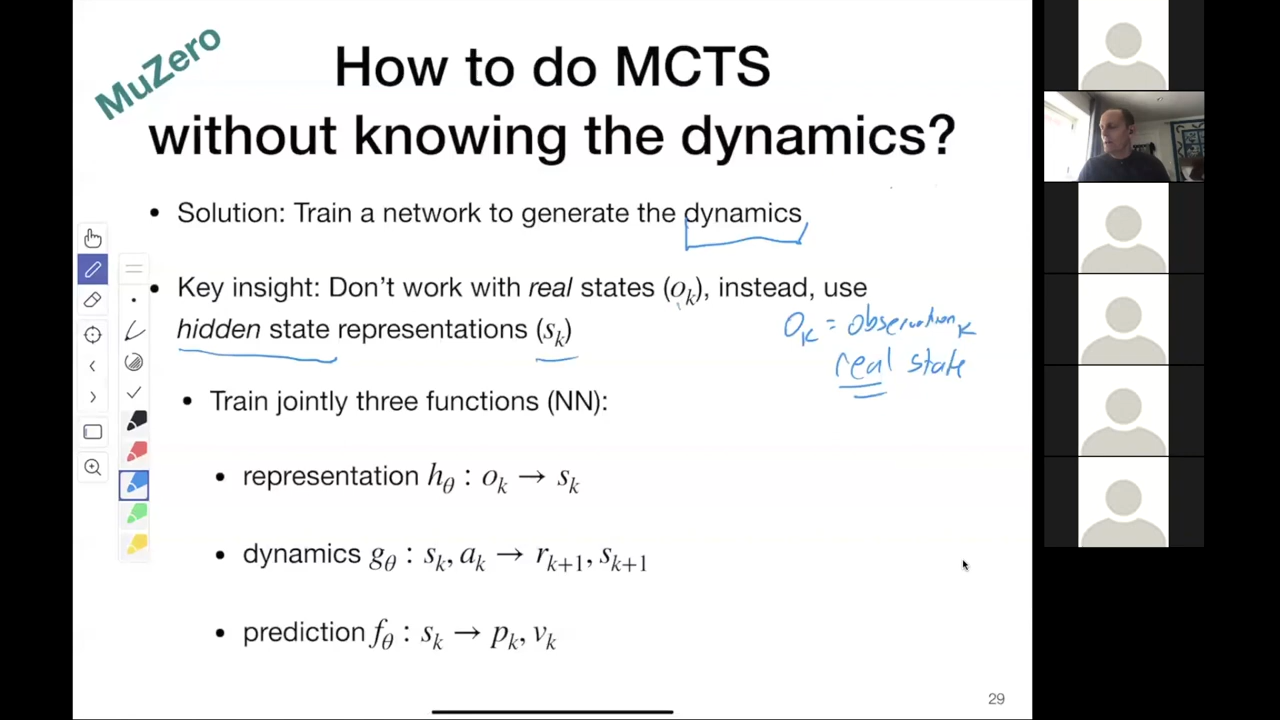 MuZero
How to do MCTS
without knowing the dynamics?
• Solution: Train a network to generate the dynamics
• Key insight: Don't work with real states (oₖ), instead, use
hidden state representations (sₖ)
Oₖ = observationₖ
real state
• Train jointly three functions (NN):
• representation h_θ : oₖ → sₖ
• dynamics g_θ : sₖ, aₖ → rₖ₊₁, sₖ₊₁
• prediction f_θ : sₖ → pₖ, vₖ
29